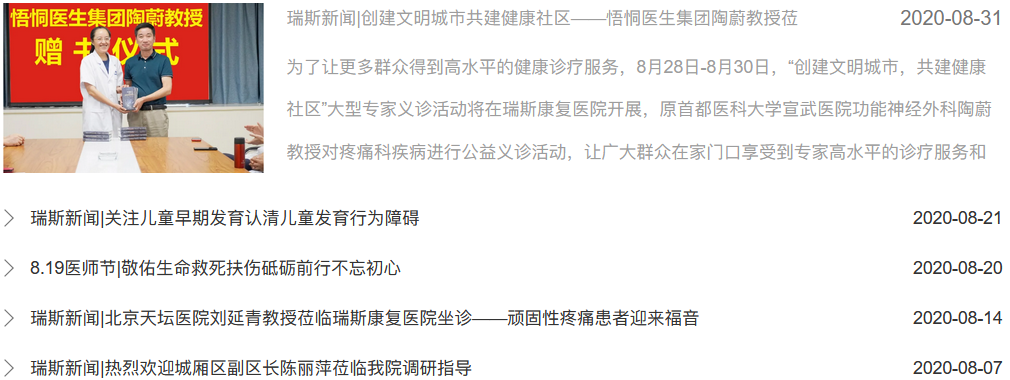 悟恫医生集团陶蔚教授
赠书仪式
瑞斯新闻|创建文明城市共建健康社区——悟恫医生集团陶蔚教授莅
2020-08-31
为了让更多群众得到高水平的健康诊疗服务，8月28日-8月30日，“创建文明城市，共建健康
社区”大型专家义诊活动将在瑞斯康复医院开展，原首都医科大学宣武医院功能神经外科陶蔚
教授对疼痛科疾病进行公益义诊活动，让广大群众在家门口享受到专家高水平的诊疗服务和
瑞斯新闻|关注儿童早期发育认清儿童发育行为障碍
2020-08-21
8.19医师节|敬佑生命救死扶伤砥砺前行不忘初心
2020-08-20
瑞斯新闻|北京天坛医院刘延青教授莅临瑞斯康复医院坐诊——顽固性疼痛患者迎来福音
2020-08-14
瑞斯新闻|热烈欢迎城厢区副区长陈丽萍莅临我院调研指导
2020-08-07